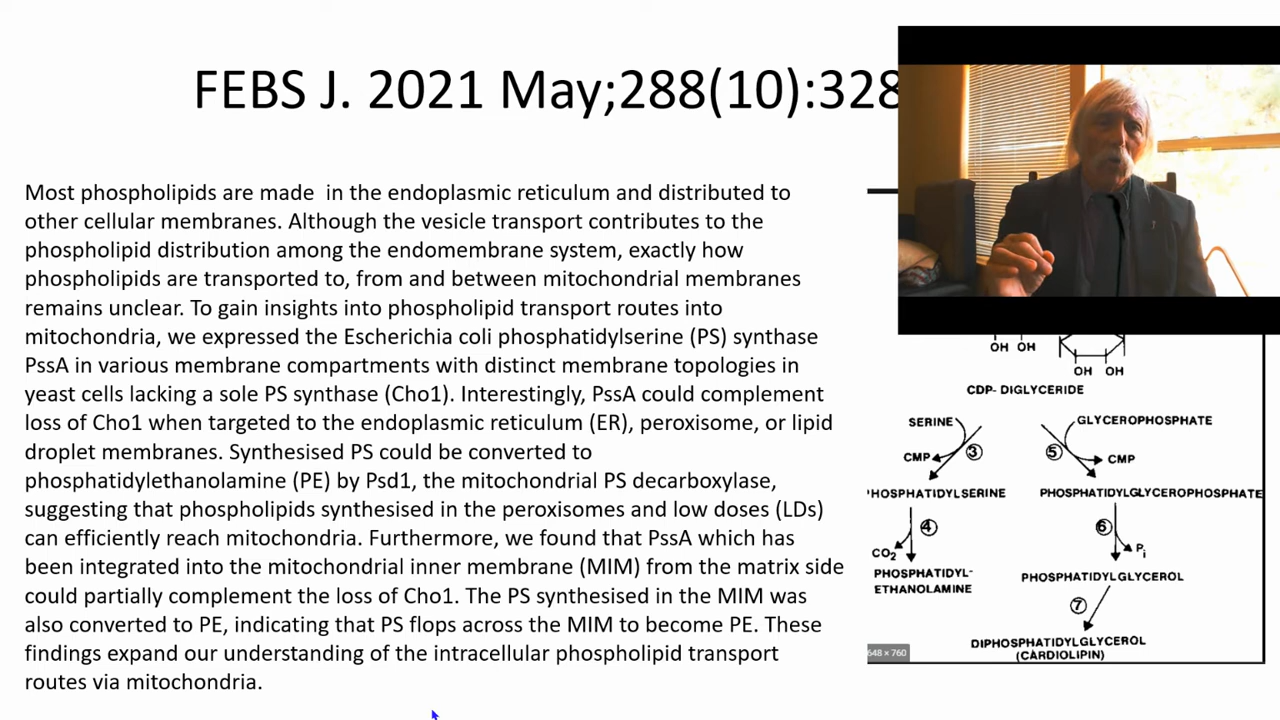 FEBS J. 2021 May;288(10):328
Most phospholipids are made in the endoplasmic reticulum and distributed to
other cellular membranes. Although the vesicle transport contributes to the
phospholipid distribution among the endomembrane system, exactly how
phospholipids are transported to, from and between mitochondrial membranes
remains unclear. To gain insights into phospholipid transport routes into
mitochondria, we expressed the Escherichia coli phosphatidylserine (PS) synthase
PssA in various membrane compartments with distinct membrane topologies in
yeast cells lacking a sole PS synthase (Cho1). Interestingly, PssA could complement
loss of Cho1 when targeted to the endoplasmic reticulum (ER), peroxisome, or lipid
droplet membranes. Synthesised PS could be converted to
phosphatidylethanolamine (PE) by Psd1, the mitochondrial PS decarboxylase,
suggesting that phospholipids synthesised in the peroxisomes and low doses (LDs)
can efficiently reach mitochondria. Furthermore, we found that PssA which has
been integrated into the mitochondrial inner membrane (MIM) from the matrix side
could partially complement the loss of Cho1. The PS synthesised in the MIM was
also converted to PE, indicating that PS flops across the MIM to become PE. These
findings expand our understanding of the intracellular phospholipid transport
routes via mitochondria.
OH OH
OH OH
CDP- DIGLYCERIDE
SERINE
GLYCEROPHOSPHATE
CMP
3
5
CMP
PHOSPHATIDYLSERINE
PHOSPHATIDYLGLYCEROPHOSPHATE
4
6
CO2
Pi
PHOSPHATIDYL-
ETHANOLAMINE
PHOSPHATIDYLGLYCEROL
7
DIPHOSPHATIDYLGLYCEROL
(CARDIOLIPIN)
648 × 760